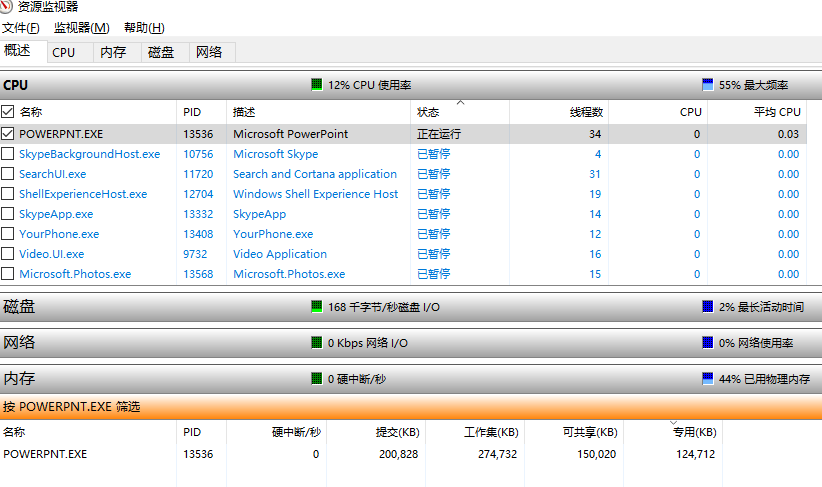 资源监视器
文件(F) 监视器(M) 帮助(H)
概述 CPU 内存 磁盘 网络
CPU 12% CPU 使用率 55% 最大频率
名称 PID 描述 状态 线程数 CPU 平均 CPU
POWERPNT.EXE 13536 Microsoft PowerPoint 正在运行 34 0 0.03
SkypeBackgroundHost.exe 10756 Microsoft Skype 已暂停 4 0 0.00
SearchUI.exe 11720 Search and Cortana application 已暂停 31 0 0.00
ShellExperienceHost.exe 12704 Windows Shell Experience Host 已暂停 19 0 0.00
SkypeApp.exe 13332 SkypeApp 已暂停 14 0 0.00
YourPhone.exe 13408 YourPhone.exe 已暂停 12 0 0.00
Video.UI.exe 9732 Video Application 已暂停 16 0 0.00
Microsoft.Photos.exe 13568 Microsoft.Photos.exe 已暂停 15 0 0.00
磁盘 168 千字节/秒磁盘 I/O 2% 最长活动时间
网络 0 Kbps 网络 I/O 0% 网络使用率
内存 0 硬中断/秒 44% 已用物理内存
按 POWERPNT.EXE 筛选
名称 PID 硬中断/秒 提交(KB) 工作集(KB) 可共享(KB) 专用(KB)
POWERPNT.EXE 13536 0 200,828 274,732 150,020 124,712